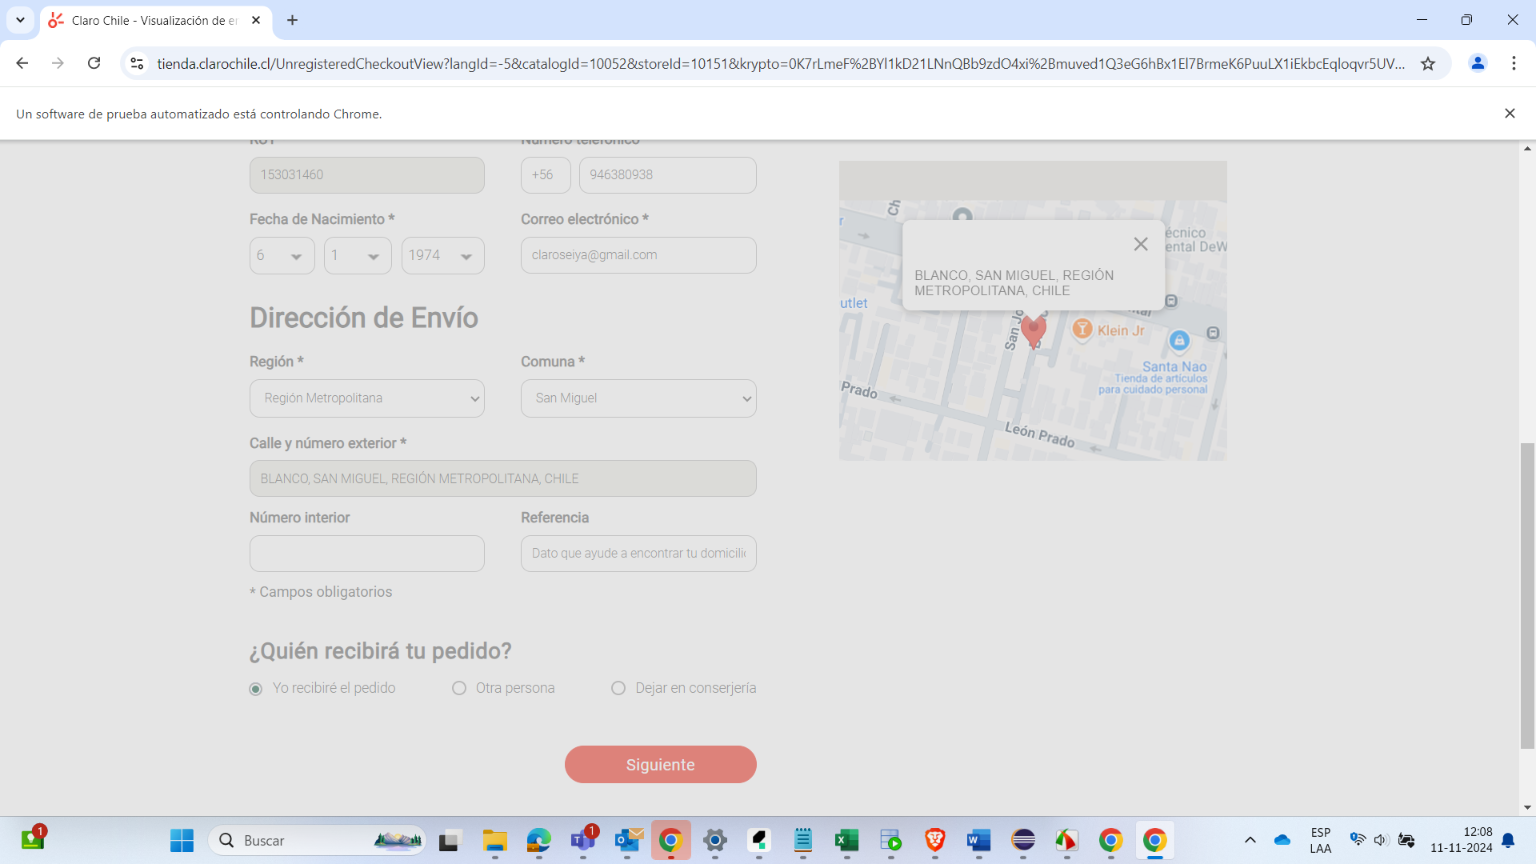 Claro Chile - Visualización de en
tienda.clarochile.cl/UnregisteredCheckoutView?langId=-5&catalogId=10052&storeId=10151&krypto=0K7rLmeF%2BYl1kD21LNnQBb9zdO4xi%2Bmuved1Q3eG6hBx1El7BrmeK6PuuLX1iEkbcEqloqvr5UV...
Un software de prueba automatizado está controlando Chrome.
RUT
Número telefónico
153031460
+56
946380938
Fecha de Nacimiento *
Correo electrónico *
6
1
1974
claroseiya@gmail.com
Dirección de Envío
Región *
Comuna *
Región Metropolitana
San Miguel
Calle y número exterior *
BLANCO, SAN MIGUEL, REGIÓN METROPOLITANA, CHILE
Número interior
Referencia
Dato que ayude a encontrar tu domicilio
* Campos obligatorios
¿Quién recibirá tu pedido?
Yo recibiré el pedido
Otra persona
Dejar en conserjería
Siguiente
Ch
écnico
ental DeW
BLANCO, SAN MIGUEL, REGIÓN
METROPOLITANA, CHILE
utlet
San Jo
Klein Jr
Santa Nao
Tienda de artículos
para cuidado personal
Prado
León Prado
1
Buscar
1
ESP
LAA
12:08
11-11-2024